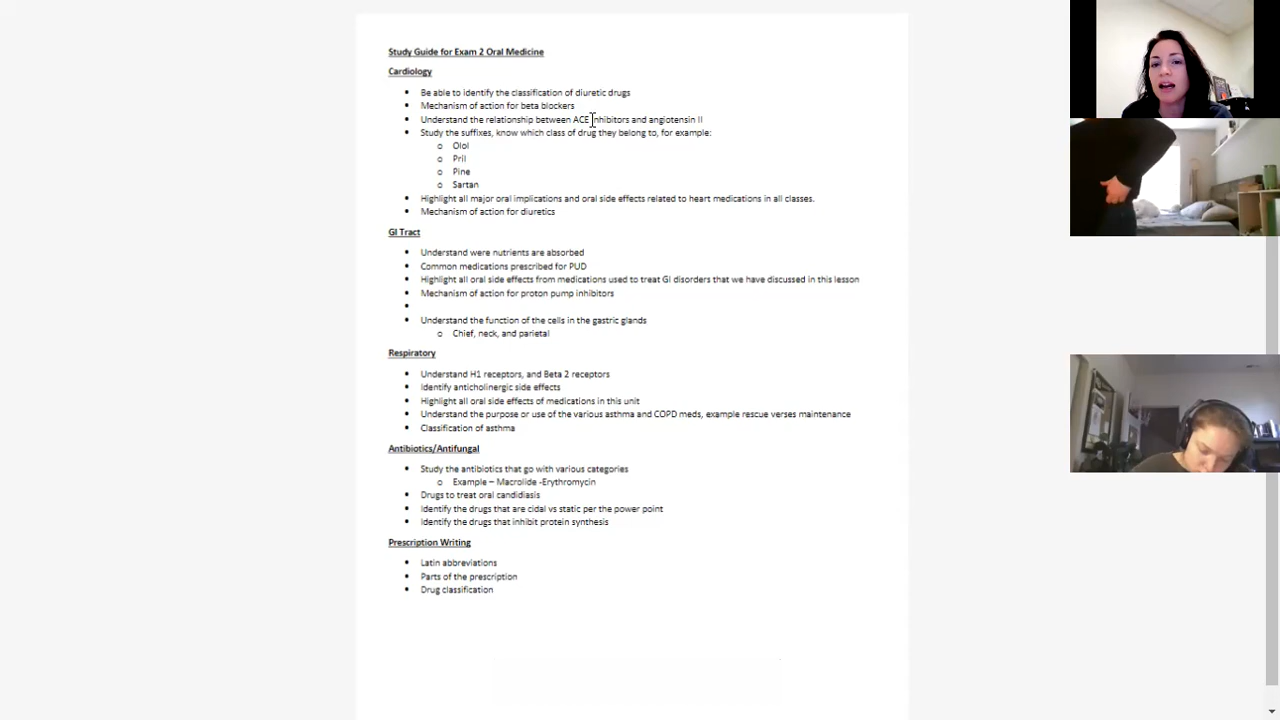 Study Guide for Exam 2 Oral Medicine
Cardiology
• Be able to identify the classification of diuretic drugs
• Mechanism of action for beta blockers
• Understand the relationship between ACE inhibitors and angiotensin II
• Study the suffixes, know which class of drug they belong to, for example:
o Olol
o Pril
o Pine
o Sartan
• Highlight all major oral implications and oral side effects related to heart medications in all classes.
• Mechanism of action for diuretics
GI Tract
• Understand were nutrients are absorbed
• Common medications prescribed for PUD
• Highlight all oral side effects from medications used to treat GI disorders that we have discussed in this lesson
• Mechanism of action for proton pump inhibitors
•
• Understand the function of the cells in the gastric glands
o Chief, neck, and parietal
Respiratory
• Understand H1 receptors, and Beta 2 receptors
• Identify anticholinergic side effects
• Highlight all oral side effects of medications in this unit
• Understand the purpose or use of the various asthma and COPD meds, example rescue verses maintenance
• Classification of asthma
Antibiotics/Antifungal
• Study the antibiotics that go with various categories
o Example – Macrolide -Erythromycin
• Drugs to treat oral candidiasis
• Identify the drugs that are cidal vs static per the power point
• Identify the drugs that inhibit protein synthesis
Prescription Writing
• Latin abbreviations
• Parts of the prescription
• Drug classification